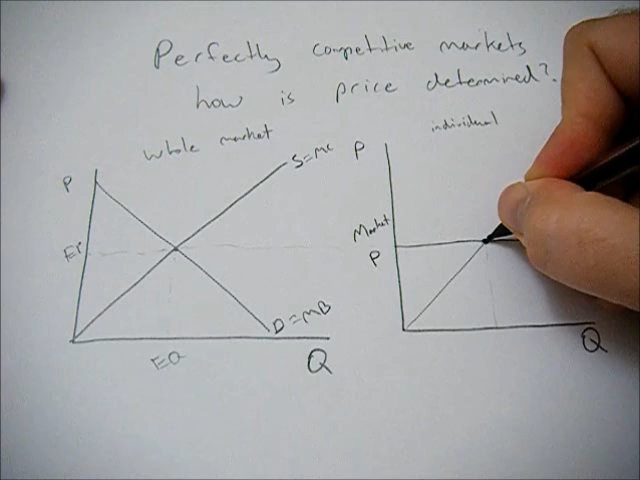 Perfectly competitive markets
how is price determined?
whole market
individual
P
S=MC
EP
D=MB
EQ
Q
P
Market
P
Q